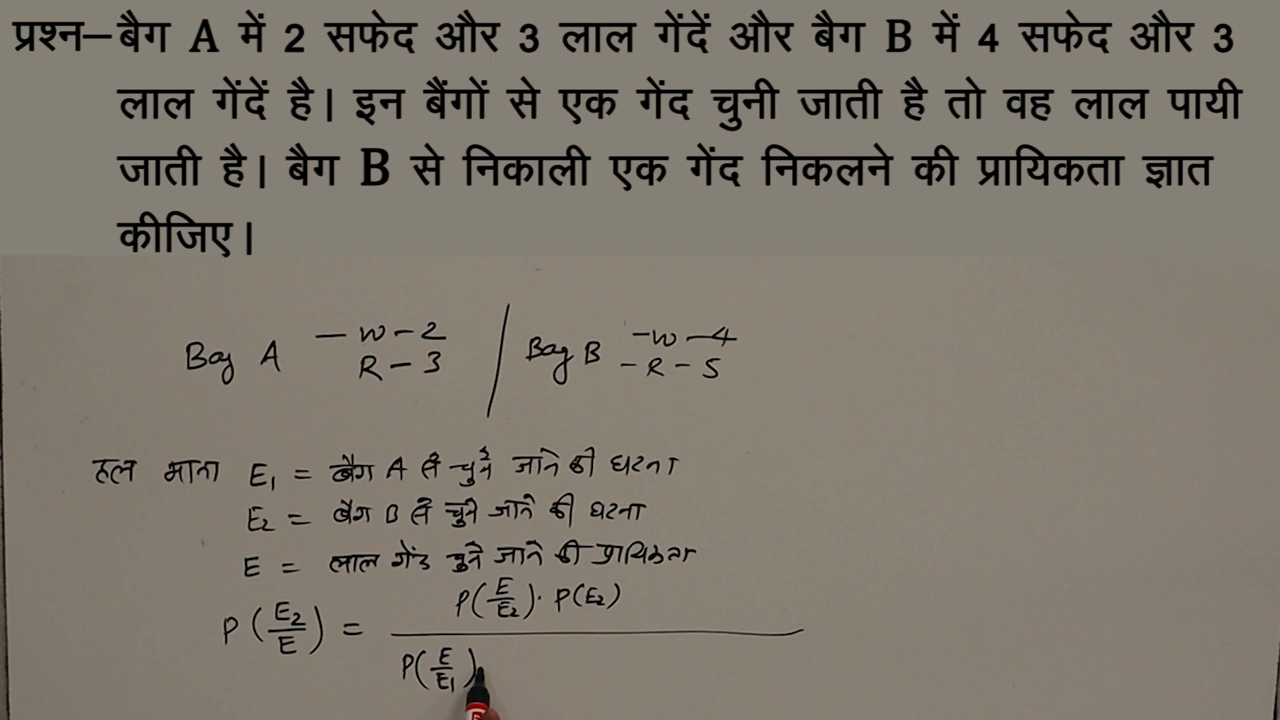 प्रश्न–बैग A में 2 सफेद और 3 लाल गेंदें और बैग B में 4 सफेद और 3
लाल गेंदें है। इन बैंगों से एक गेंद चुनी जाती है तो वह लाल पायी
जाती है। बैग B से निकाली एक गेंद निकलने की प्रायिकता ज्ञात
कीजिए।
Bag A – W – 2 / Bag B – W – 4
R – 3 – R – 5
हल माना E₁ = बैग A से चुने जाने की घटना
E₂ = बैग B से चुने जाने की घटना
E = लाल गेंद चुने जाने की प्रायिकता
P(E/E₂) · P(E₂)
P(E₂/E) =
P(E/E₁)